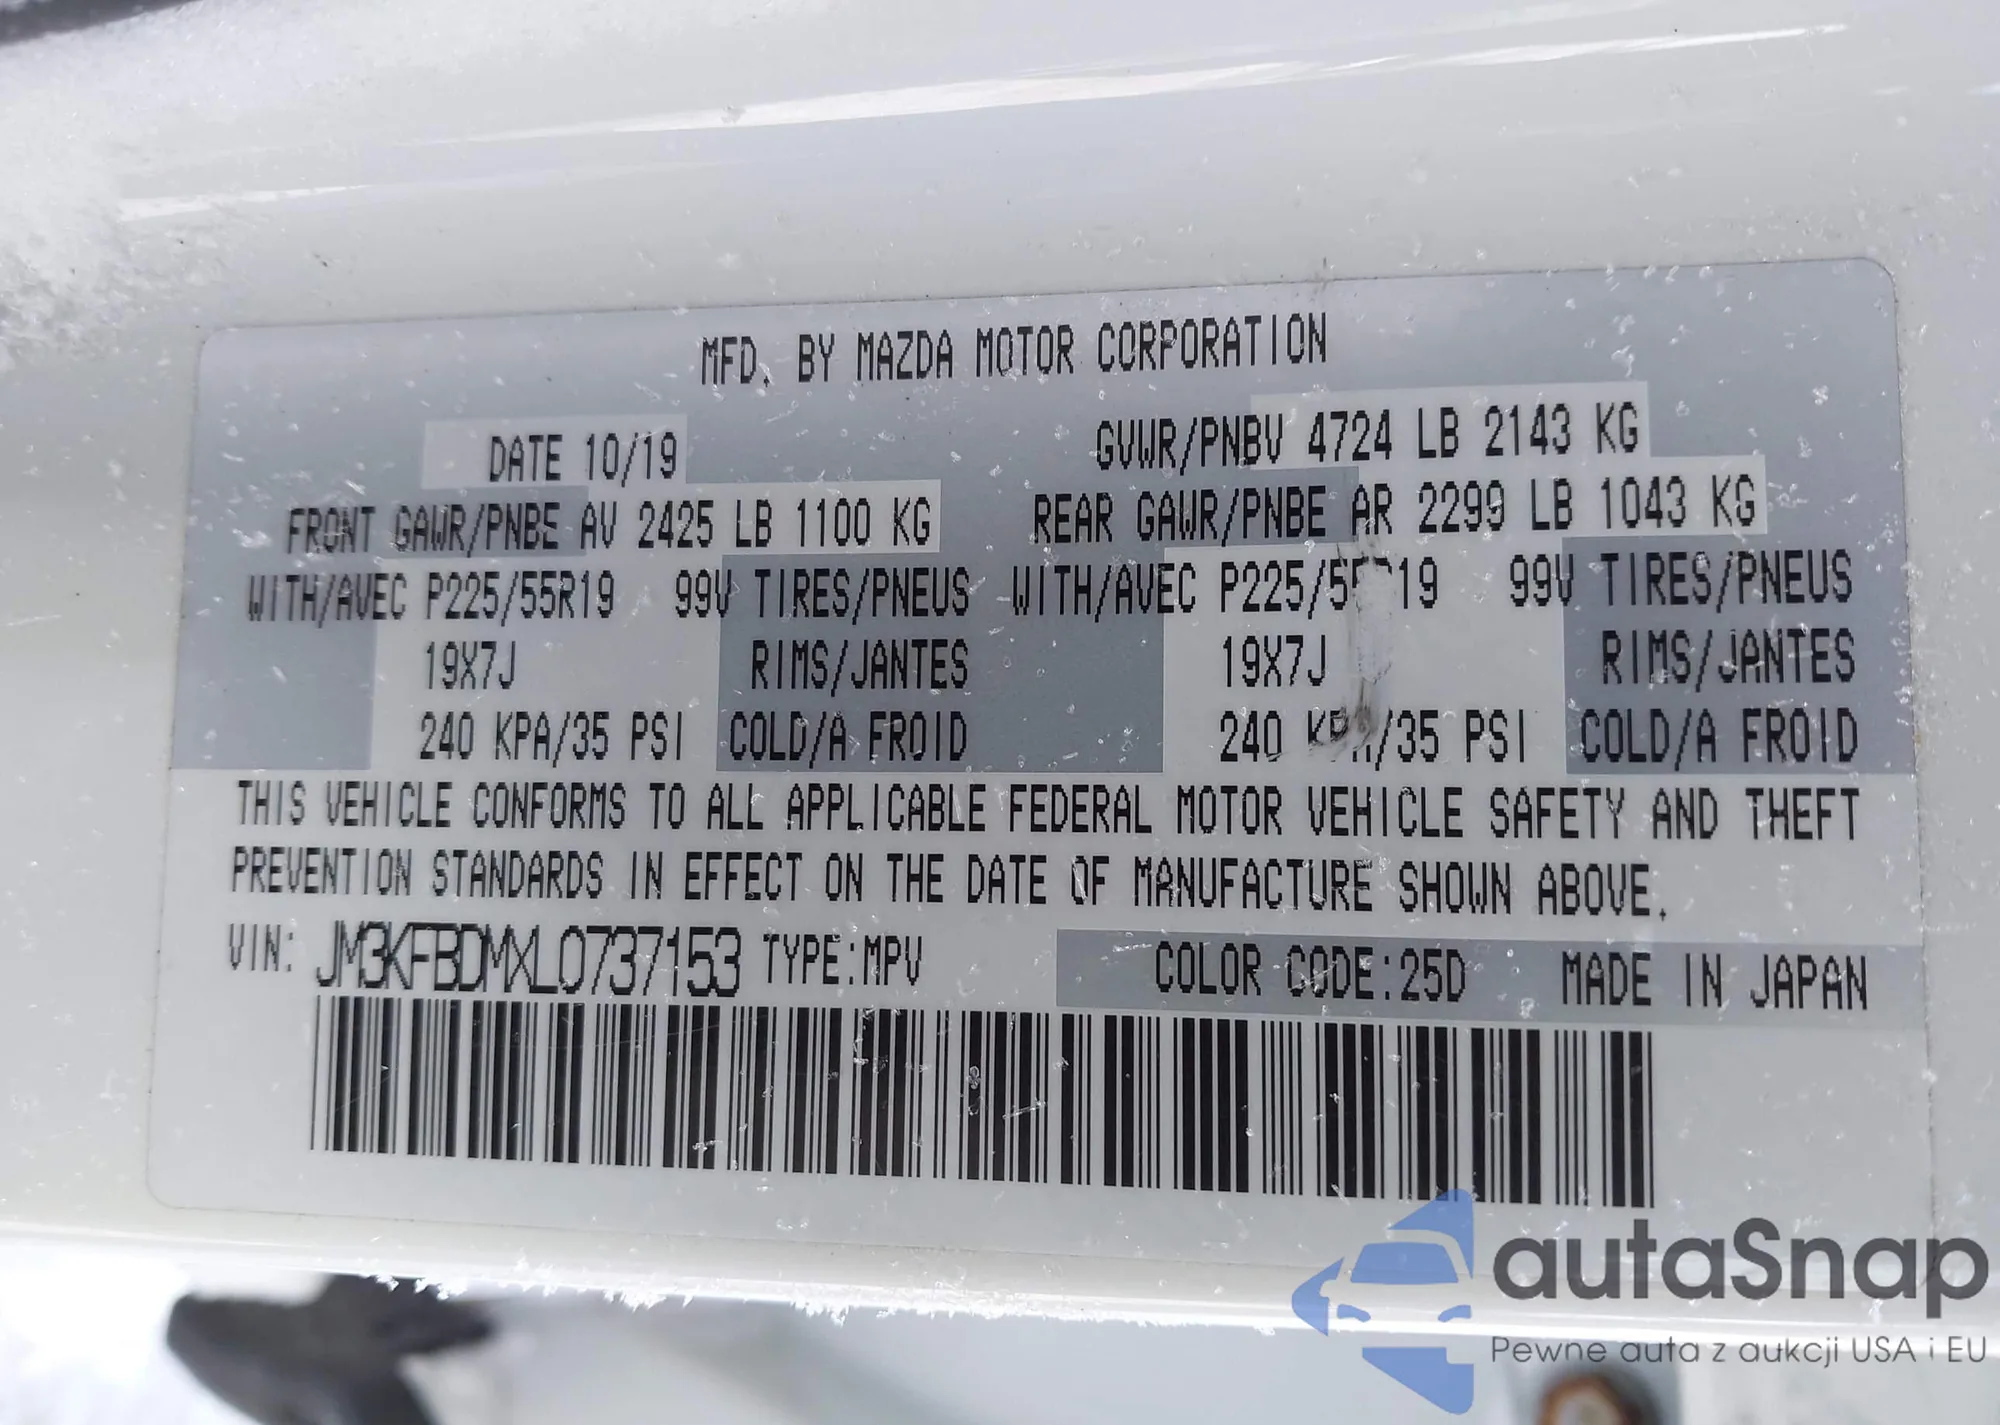 MFD. BY MAZDA MOTOR CORPORATION
DATE 10/19 GVWR/PNBV 4724 LB 2143 KG
FRONT GAWR/PNBE AV 2425 LB 1100 KG REAR GAWR/PNBE AR 2299 LB 1043 KG
WITH/AVEC P225/55R19 99V TIRES/PNEUS WITH/AVEC P225/55R19 99V TIRES/PNEUS
19X7J RIMS/JANTES 19X7J RIMS/JANTES
240 KPA/35 PSI COLD/A FROID 240 KPA/35 PSI COLD/A FROID
THIS VEHICLE CONFORMS TO ALL APPLICABLE FEDERAL MOTOR VEHICLE SAFETY AND THEFT
PREVENTION STANDARDS IN EFFECT ON THE DATE OF MANUFACTURE SHOWN ABOVE.
VIN: JM3KFBDMXL0737153 TYPE:MPV COLOR CODE:25D MADE IN JAPAN
autaSnap
Pewne auta z aukcji USA i EU